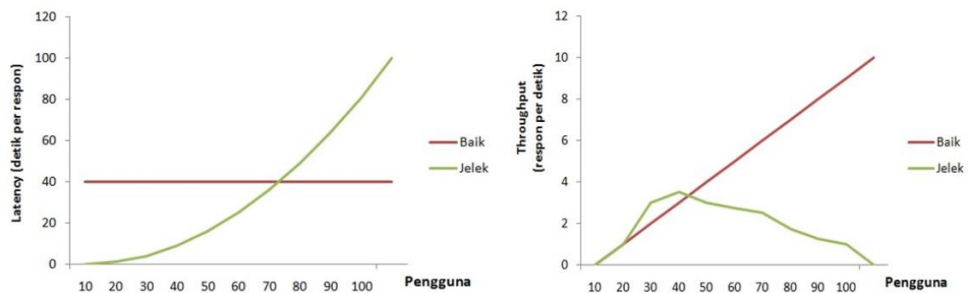 Latency (detik per respon)
120
100
80
60
40
20
0
10 20 30 40 50 60 70 80 90 100
Pengguna
Baik
Jelek
Throughput
(respon per detik)
12
10
8
6
4
2
0
10 20 30 40 50 60 70 80 90 100
Pengguna
Baik
Jelek